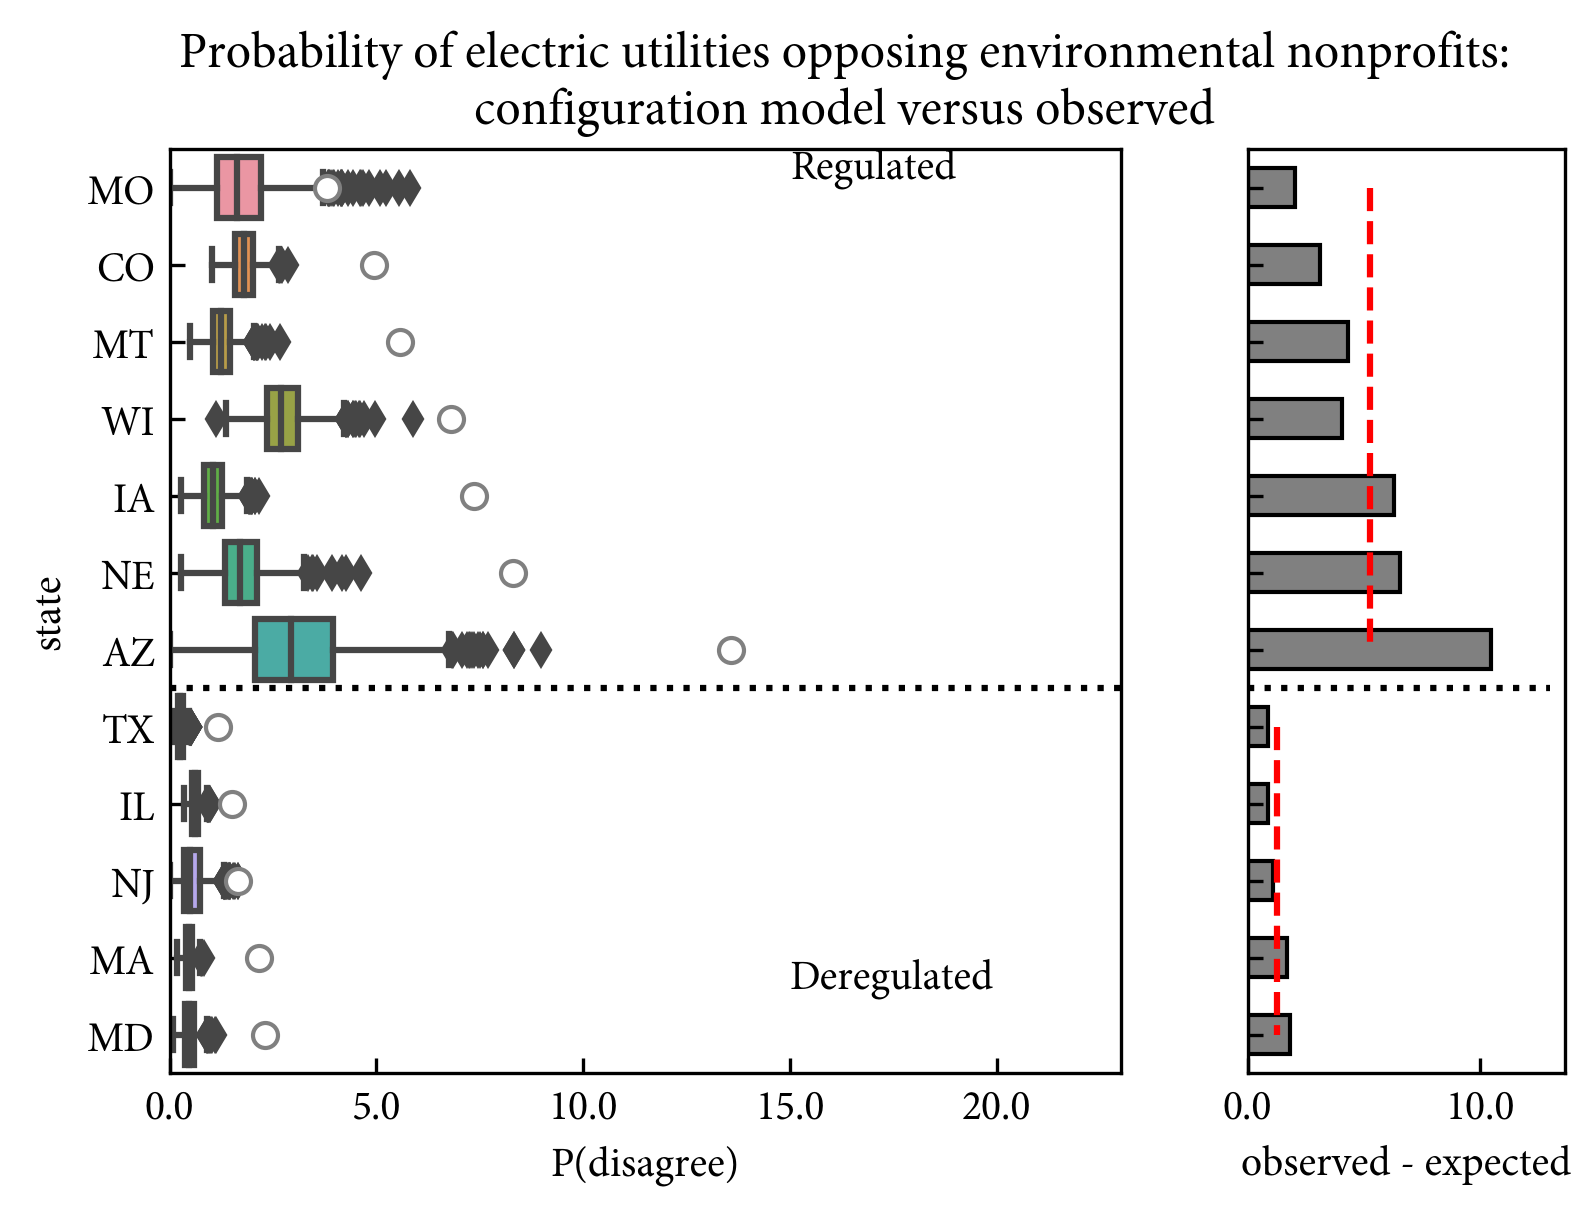 Probability of electric utilities opposing environmental nonprofits:
configuration model versus observed
Regulated
MO
CO
MT
WI
IA
NE
AZ
TX
IL
NJ
MA
MD
state
Deregulated
0.0 5.0 10.0 15.0 20.0
P(disagree)
0.0 10.0
observed - expected